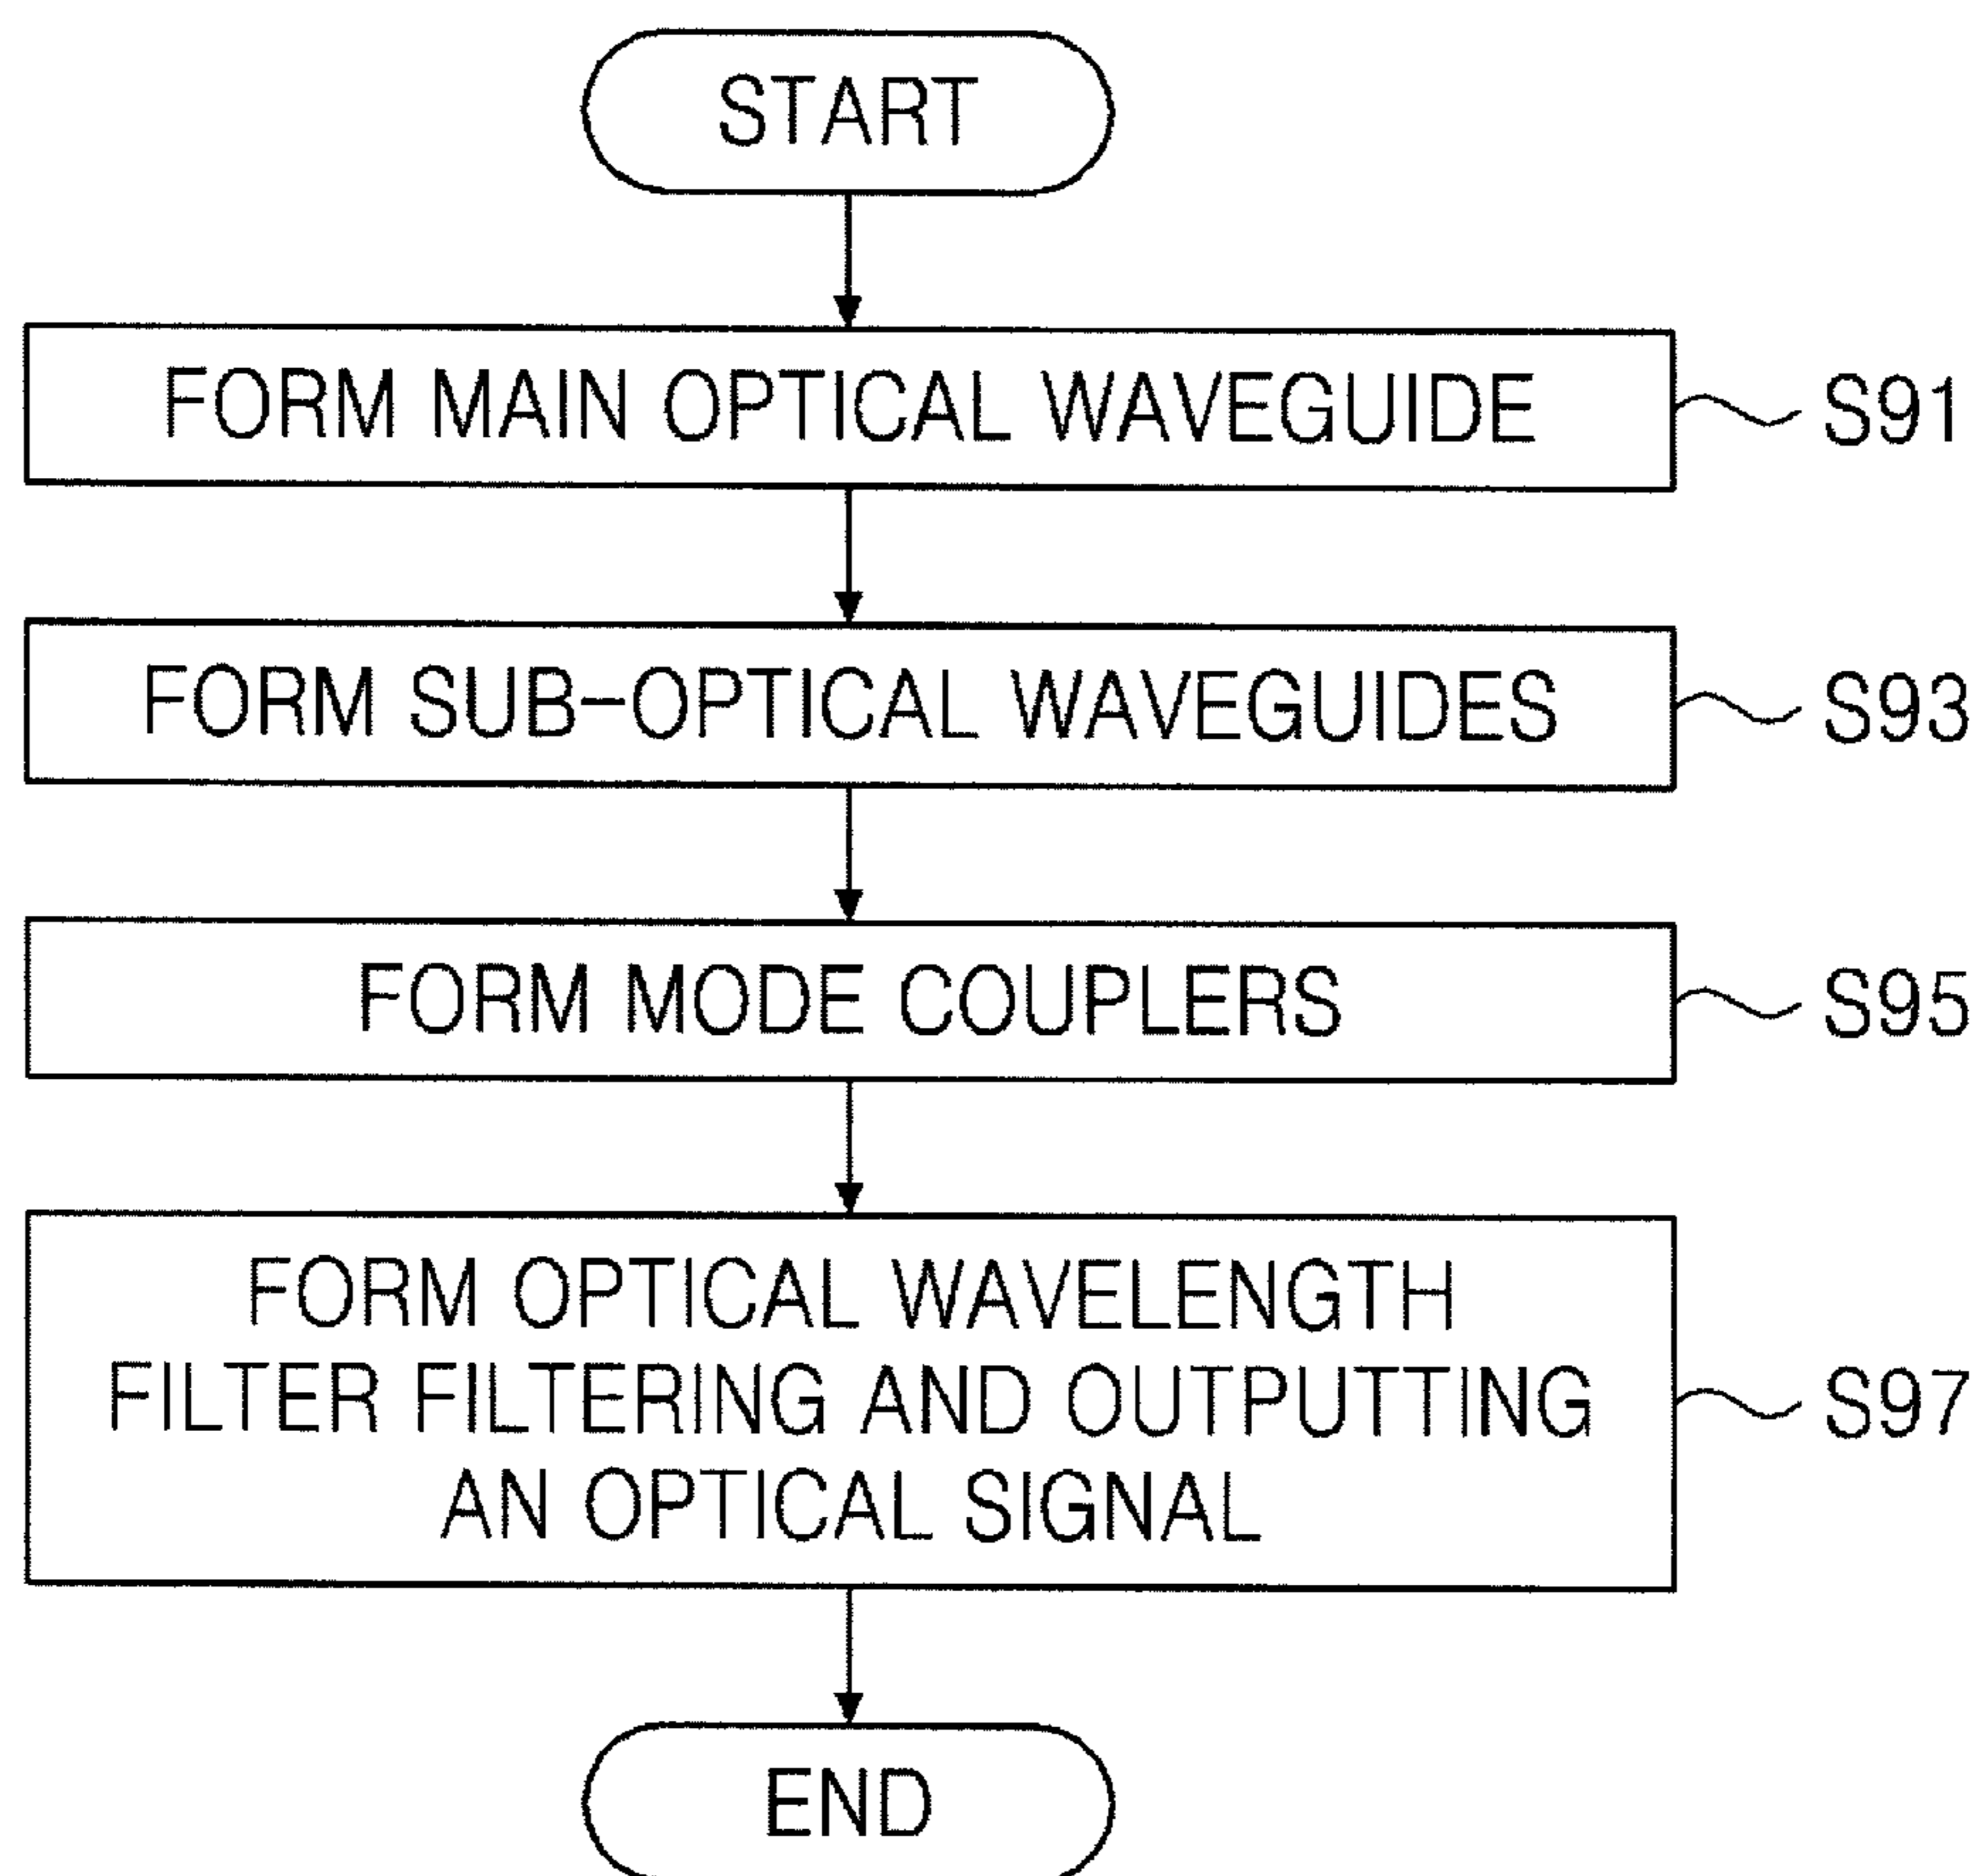 START
FORM MAIN OPTICAL WAVEGUIDE
S91
FORM SUB-OPTICAL WAVEGUIDES
S93
FORM MODE COUPLERS
S95
FORM OPTICAL WAVELENGTH
FILTER FILTERING AND OUTPUTTING
AN OPTICAL SIGNAL
S97
END